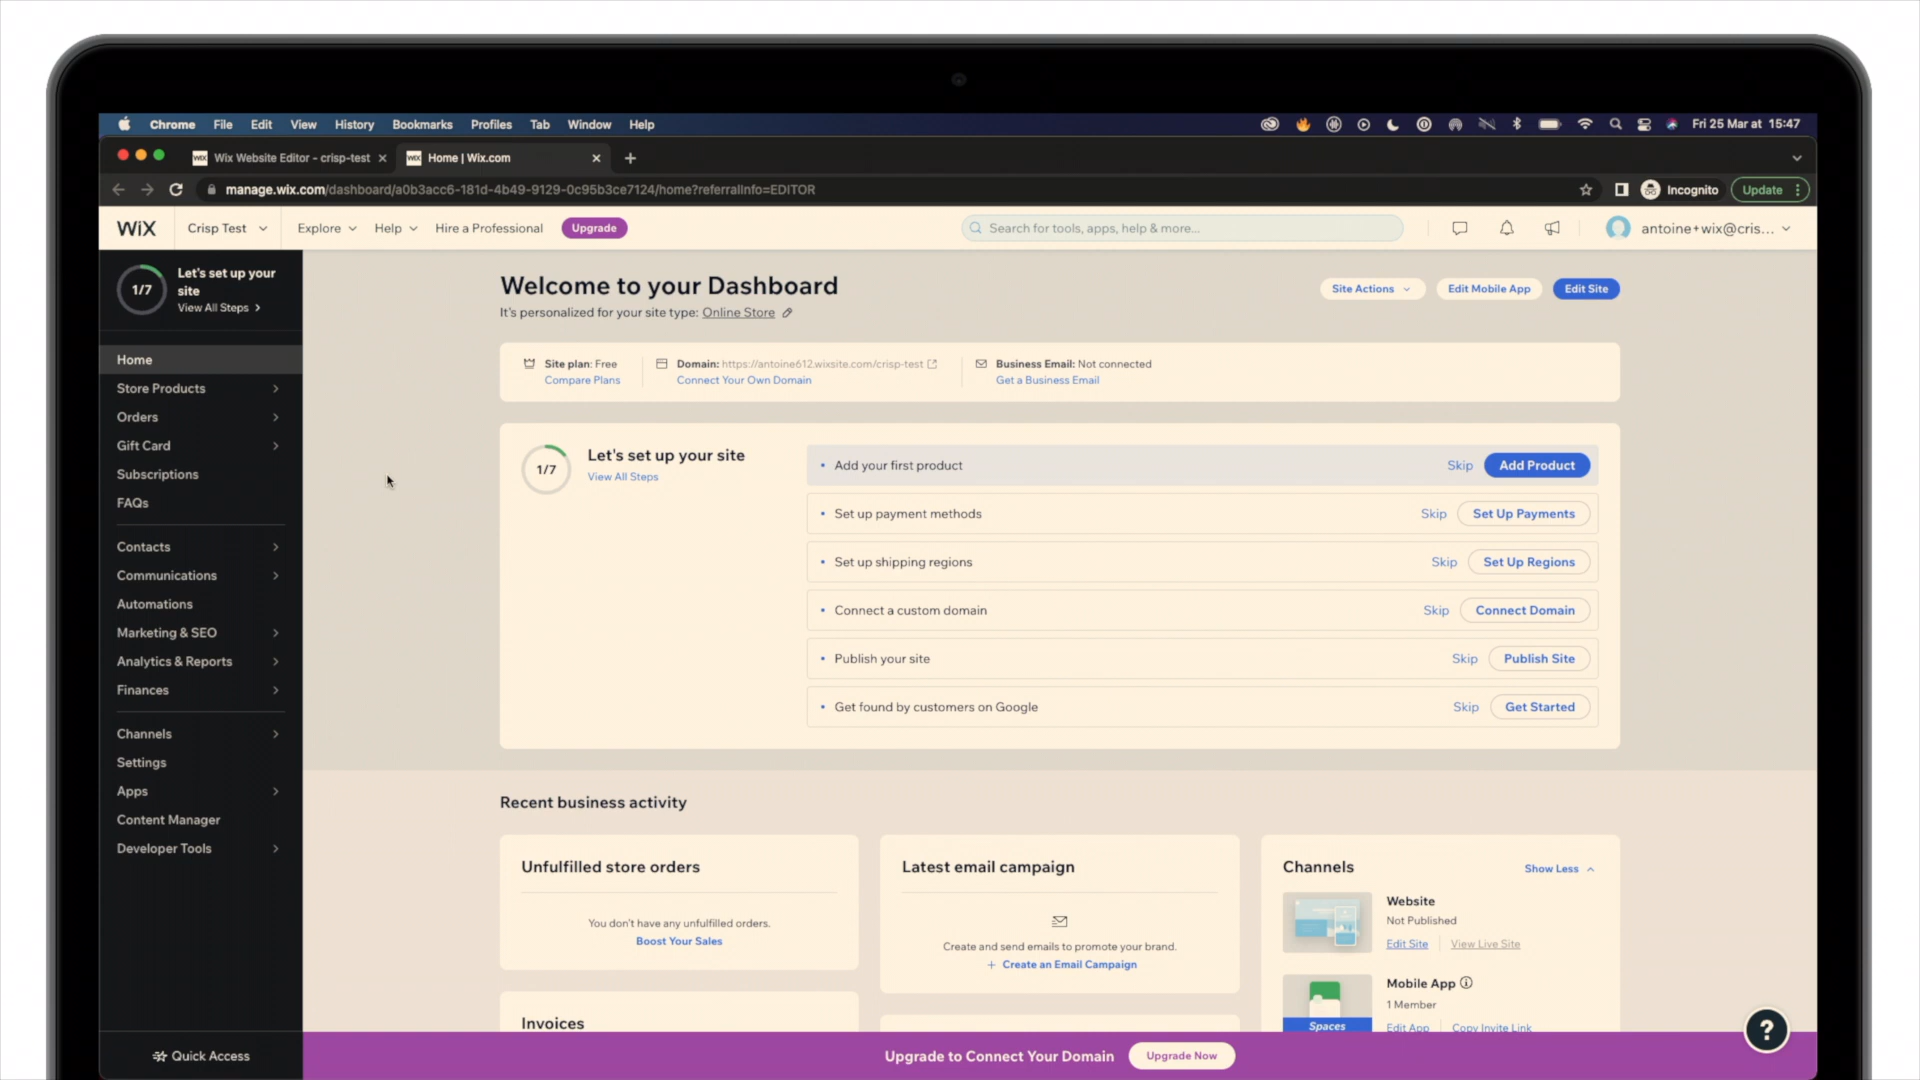 Chrome File Edit View History Bookmarks Profiles Tab Window Help Fri 25 Mar at 15:47
WiX Wix Website Editor - crisp-test WiX Home | Wix.com
manage.wix.com/dashboard/a0b3acc6-181d-4b49-9129-0c95b3ce7124/home?referralInfo=EDITOR Incognito Update
WiX Crisp Test Explore Help Hire a Professional Upgrade Search for tools, apps, help & more... antoine+wix@cris...
1/7
Let's set up your
site
View All Steps
Home
Store Products
Orders
Gift Card
Subscriptions
FAQs
Contacts
Communications
Automations
Marketing & SEO
Analytics & Reports
Finances
Channels
Settings
Apps
Content Manager
Developer Tools
Quick Access
Welcome to your Dashboard
It's personalized for your site type: Online Store
Site Actions Edit Mobile App Edit Site
Site plan: Free
Compare Plans
Domain: https://antoine612.wixsite.com/crisp-test
Connect Your Own Domain
Business Email: Not connected
Get a Business Email
1/7
Let's set up your site
View All Steps
Add your first product Skip Add Product
Set up payment methods Skip Set Up Payments
Set up shipping regions Skip Set Up Regions
Connect a custom domain Skip Connect Domain
Publish your site Skip Publish Site
Get found by customers on Google Skip Get Started
Recent business activity
Unfulfilled store orders
You don't have any unfulfilled orders.
Boost Your Sales
Invoices
Latest email campaign
Create and send emails to promote your brand.
+ Create an Email Campaign
Channels Show Less
Website
Not Published
Edit Site View Live Site
Mobile App
1 Member
Edit App Copy Invite Link
Spaces
?
Upgrade to Connect Your Domain Upgrade Now